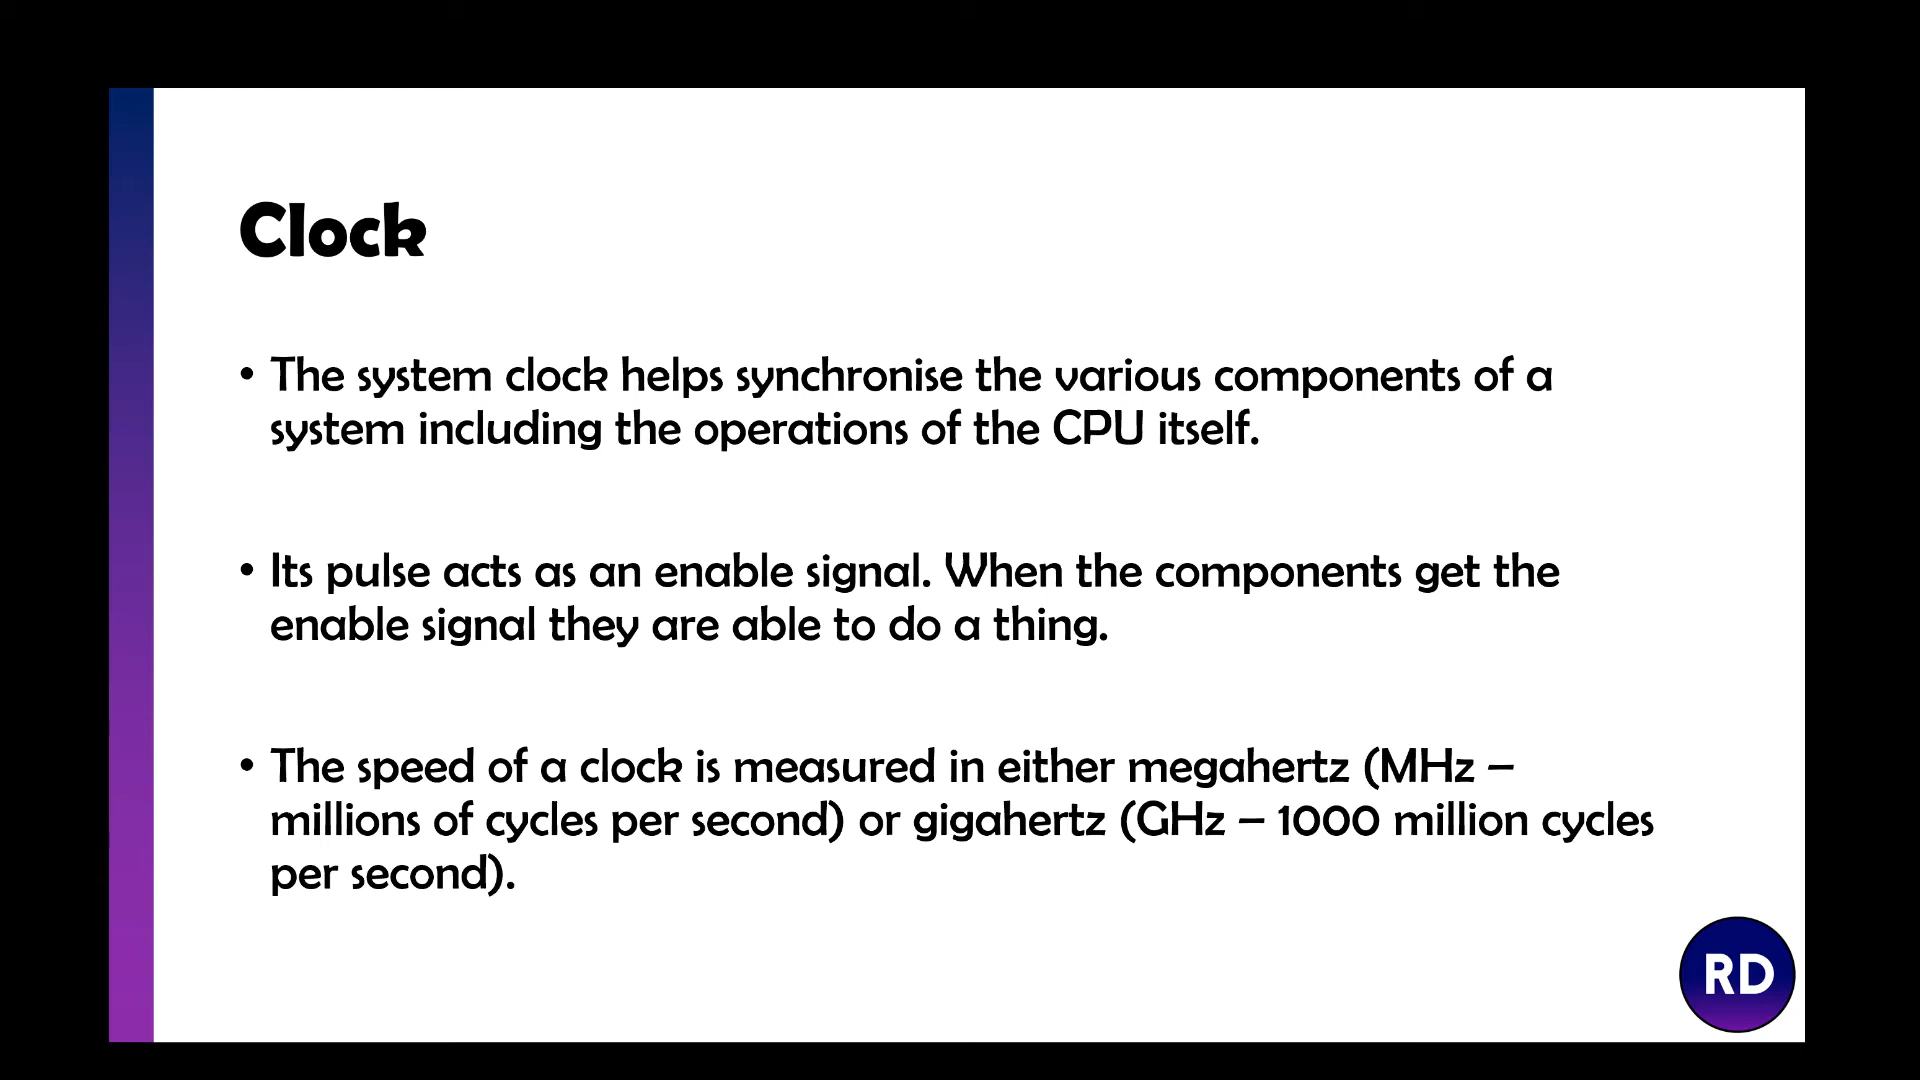 Clock
• The system clock helps synchronise the various components of a
system including the operations of the CPU itself.
• Its pulse acts as an enable signal. When the components get the
enable signal they are able to do a thing.
• The speed of a clock is measured in either megahertz (MHz –
millions of cycles per second) or gigahertz (GHz – 1000 million cycles
per second).
RD